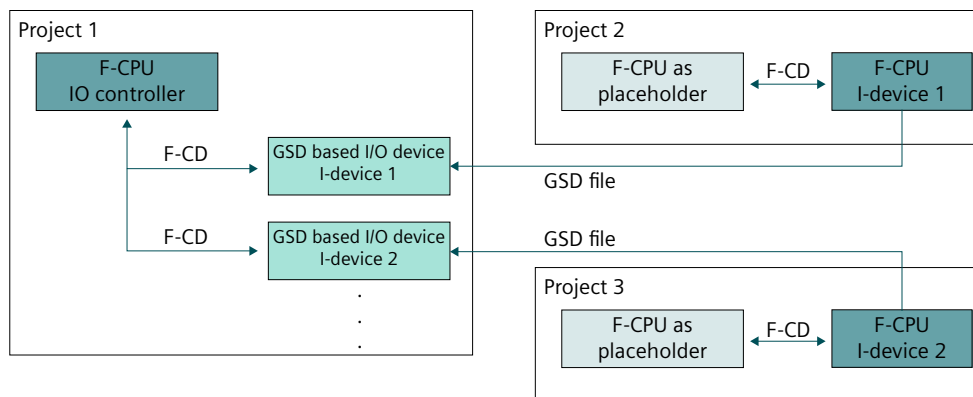 Project 1
F-CPU
IO controller
F-CD
GSD based I/O device
I-device 1
F-CD
GSD based I/O device
I-device 2
.
.
.
Project 2
F-CPU as
placeholder
F-CD
F-CPU
I-device 1
GSD file
GSD file
Project 3
F-CPU as
placeholder
F-CD
F-CPU
I-device 2